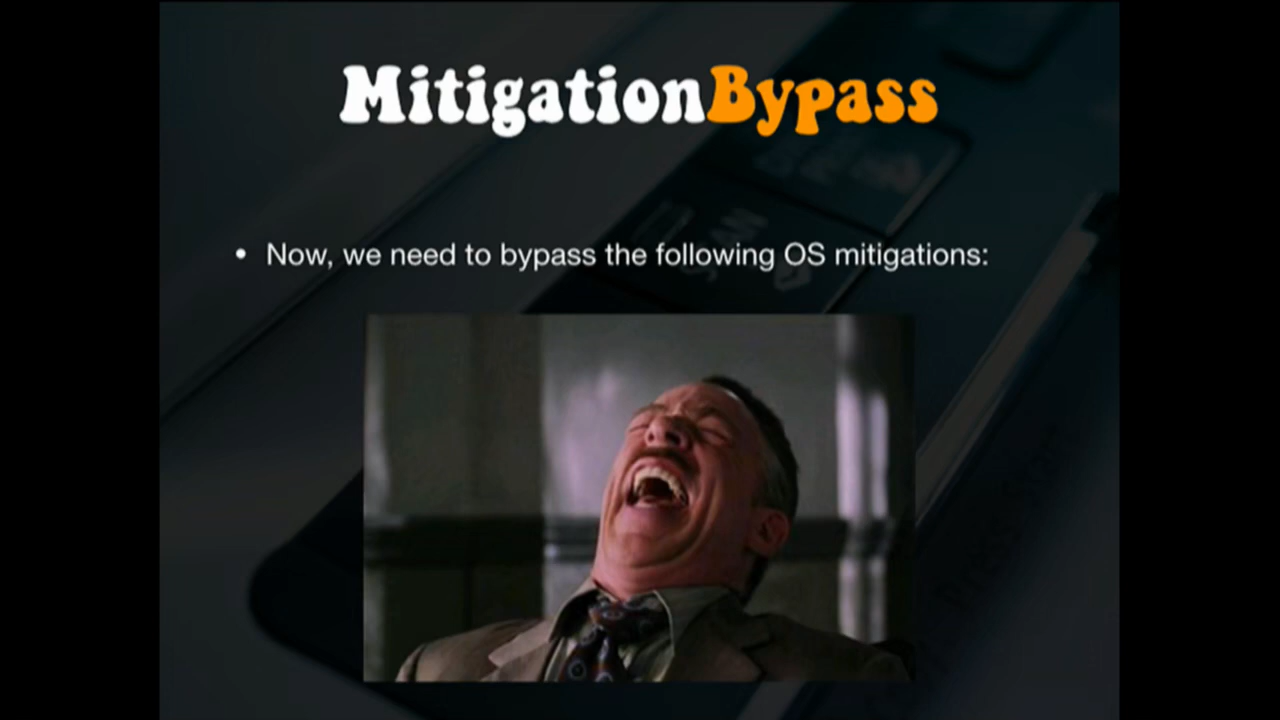 MitigationBypass
• Now, we need to bypass the following OS mitigations: